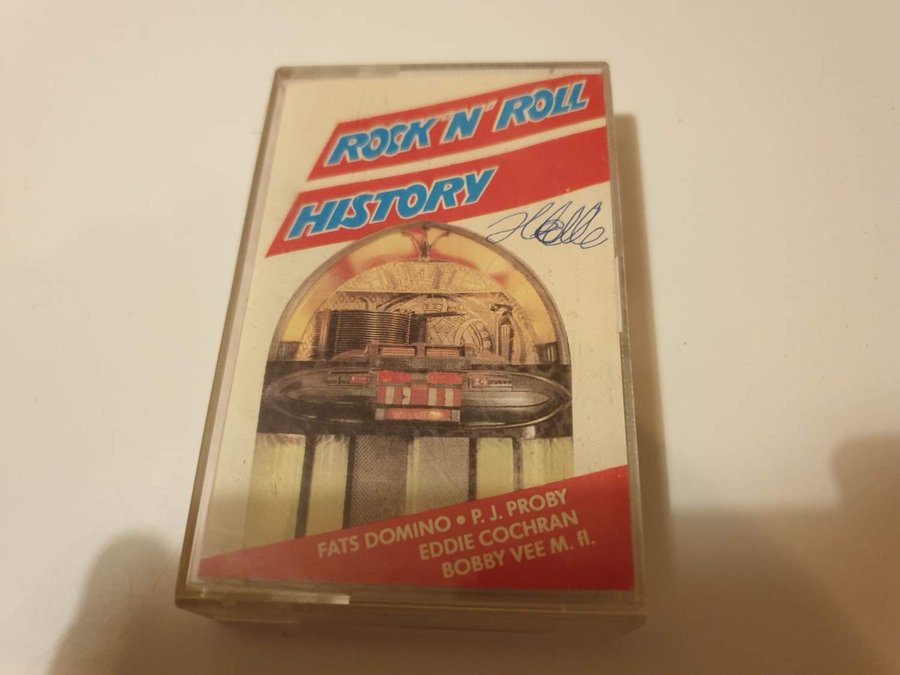 ROCK "N" ROLL
HISTORY
FATS DOMINO • P. J. PROBY
EDDIE COCHRAN
BOBBY VEE M. fl.